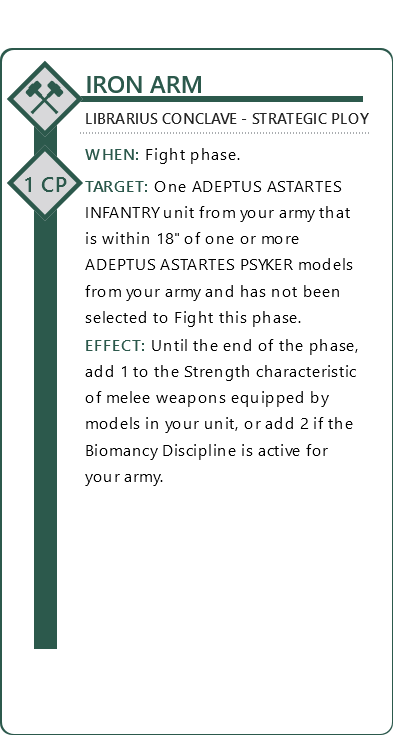 IRON ARM
LIBRARIUS CONCLAVE - STRATEGIC PLOY
1 CP
WHEN: Fight phase.
TARGET: One ADEPTUS ASTARTES
INFANTRY unit from your army that
is within 18" of one or more
ADEPTUS ASTARTES PSYKER models
from your army and has not been
selected to Fight this phase.
EFFECT: Until the end of the phase,
add 1 to the Strength characteristic
of melee weapons equipped by
models in your unit, or add 2 if the
Biomancy Discipline is active for
your army.